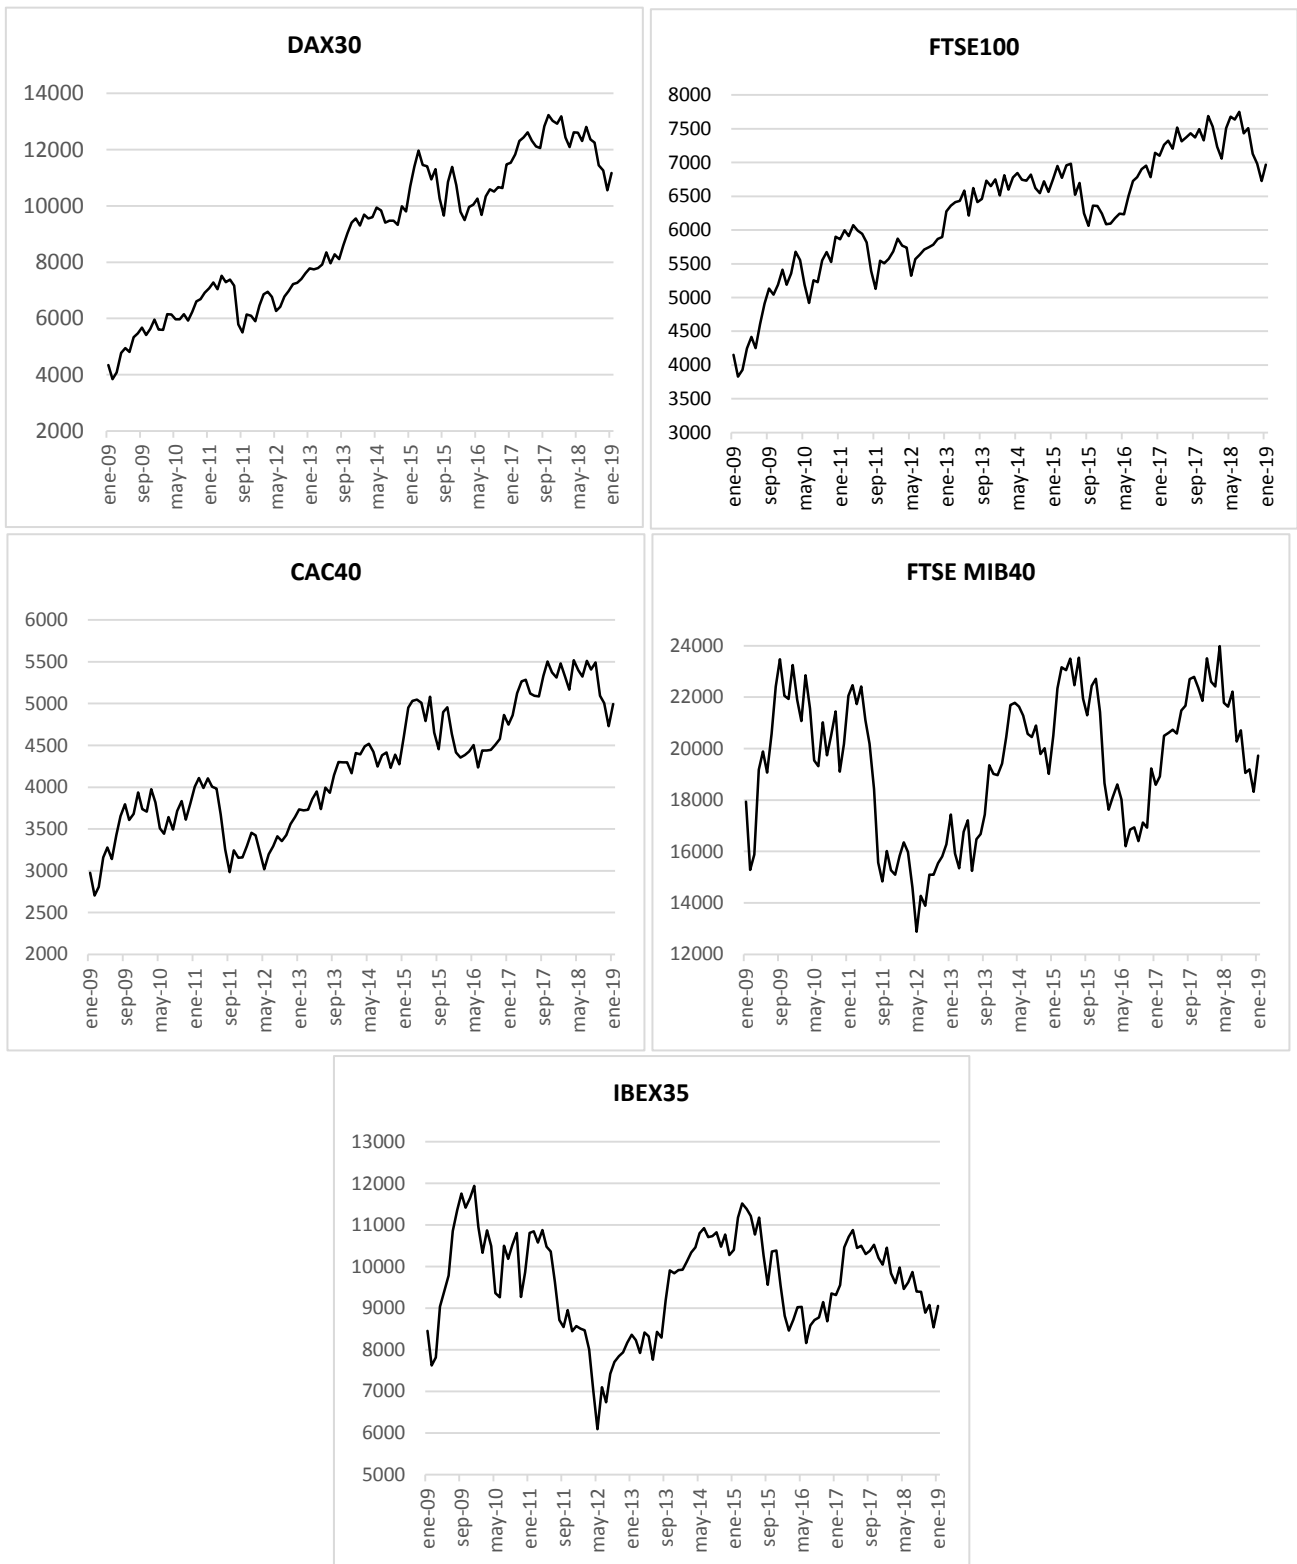 DAX30
14000
12000
10000
8000
6000
4000
2000
ene-09
sep-09
may-10
ene-11
sep-11
may-12
ene-13
sep-13
may-14
ene-15
sep-15
may-16
ene-17
sep-17
may-18
ene-19
FTSE100
8000
7500
7000
6500
6000
5500
5000
4500
4000
3500
3000
ene-09
sep-09
may-10
ene-11
sep-11
may-12
ene-13
sep-13
may-14
ene-15
sep-15
may-16
ene-17
sep-17
may-18
ene-19
CAC40
6000
5500
5000
4500
4000
3500
3000
2500
2000
ene-09
sep-09
may-10
ene-11
sep-11
may-12
ene-13
sep-13
may-14
ene-15
sep-15
may-16
ene-17
sep-17
may-18
ene-19
FTSE MIB40
24000
22000
20000
18000
16000
14000
12000
ene-09
sep-09
may-10
ene-11
sep-11
may-12
ene-13
sep-13
may-14
ene-15
sep-15
may-16
ene-17
sep-17
may-18
ene-19
IBEX35
13000
12000
11000
10000
9000
8000
7000
6000
5000
ene-09
sep-09
may-10
ene-11
sep-11
may-12
ene-13
sep-13
may-14
ene-15
sep-15
may-16
ene-17
sep-17
may-18
ene-19